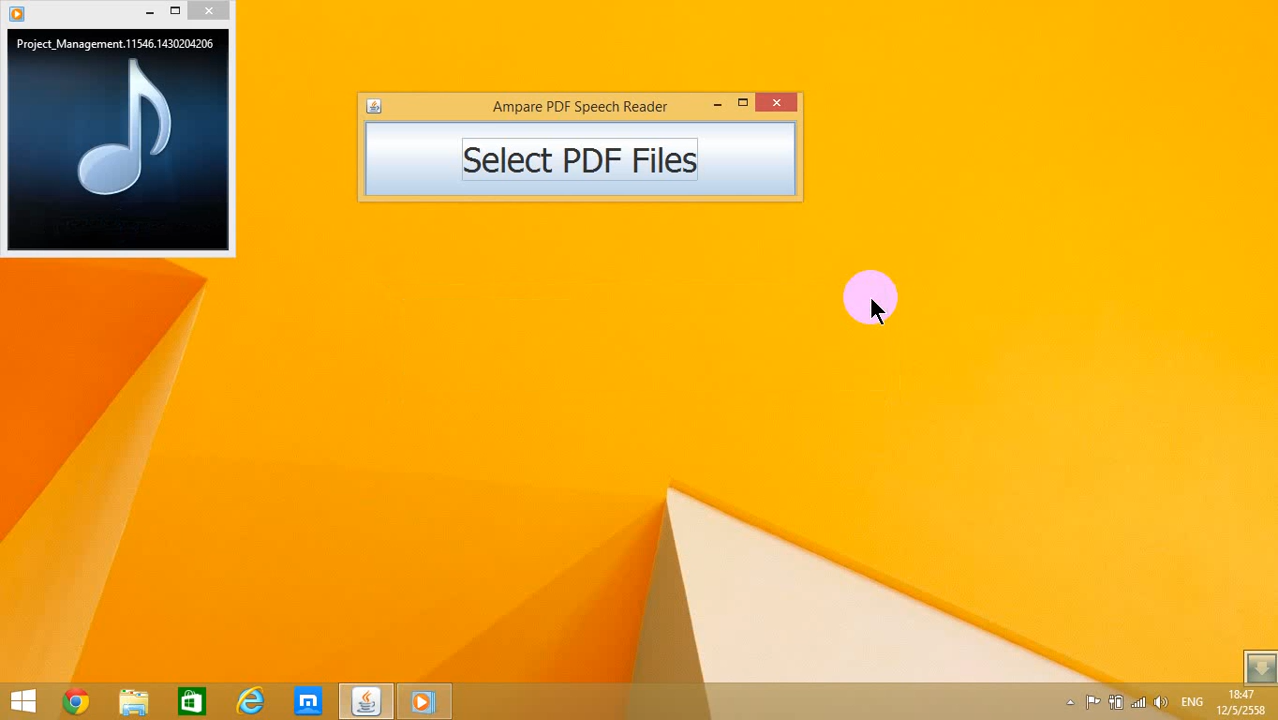 Project_Management.11546.1430204206
Ampare PDF Speech Reader
Select PDF Files
ENG
18:47
12/5/2558